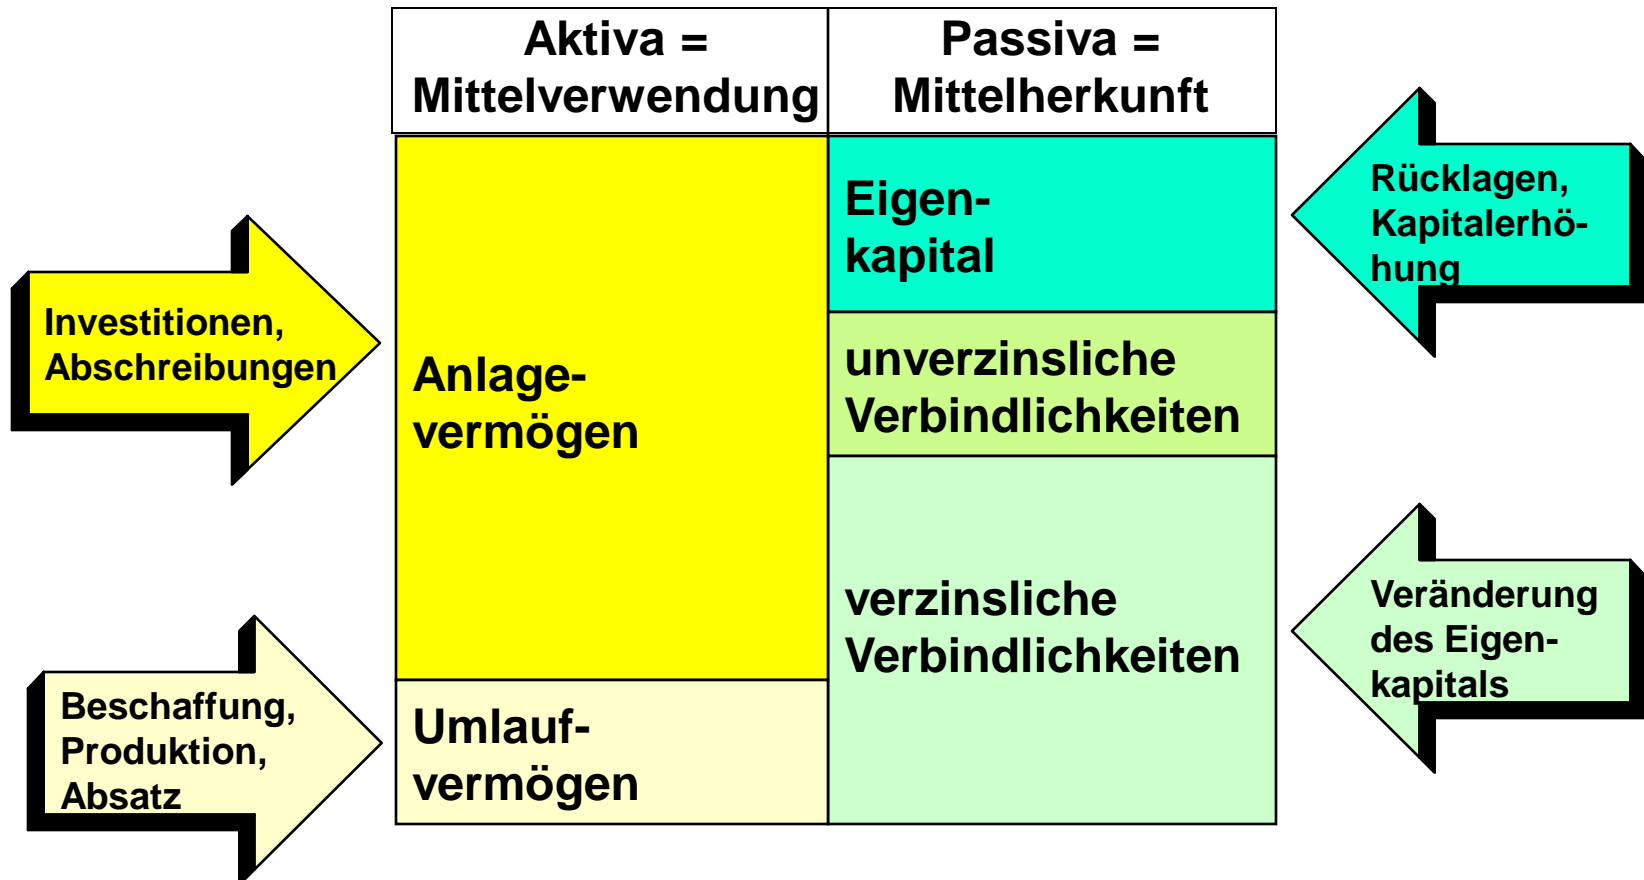 Aktiva =
Mittelverwendung
Passiva =
Mittelherkunft
Investitionen,
Abschreibungen
Beschaffung,
Produktion,
Absatz
Anlage-
vermögen
Umlauf-
vermögen
Eigen-
kapital
unverzinsliche
Verbindlichkeiten
verzinsliche
Verbindlichkeiten
Rücklagen,
Kapitalerhö-
hung
Veränderung
des Eigen-
kapitals